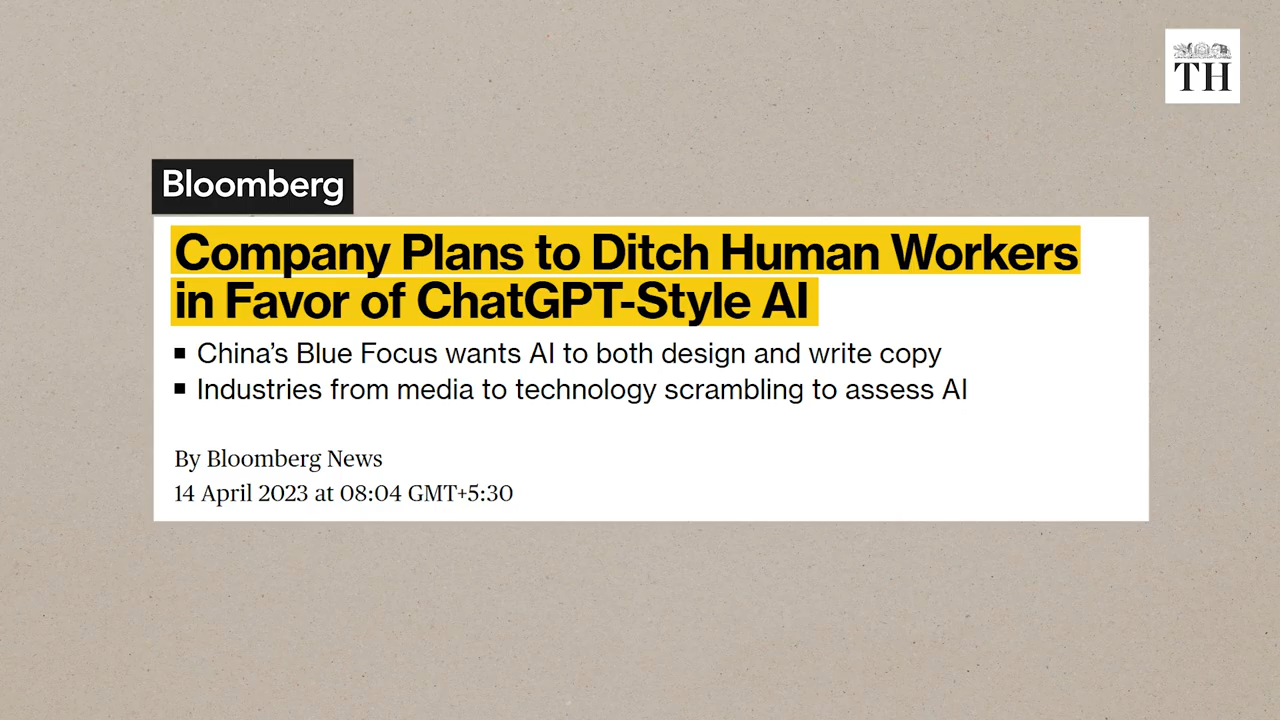 TH
Bloomberg
Company Plans to Ditch Human Workers
in Favor of ChatGPT-Style AI
▪ China’s Blue Focus wants AI to both design and write copy
▪ Industries from media to technology scrambling to assess AI
By Bloomberg News
14 April 2023 at 08:04 GMT+5:30